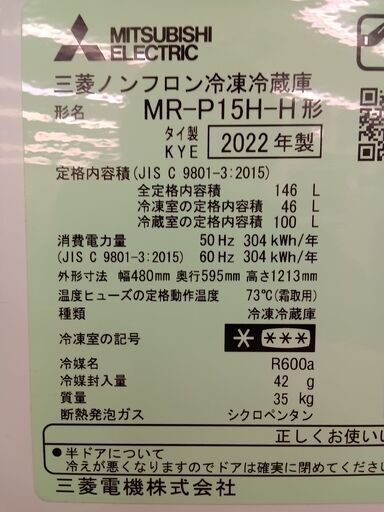 MITSUBISHI
ELECTRIC
三菱ノンフロン冷凍冷蔵庫
形名 MR-P15H-H形
タイ製
KYE 2022年製
定格内容積(JIS C 9801-3:2015)
全定格内容積 146 L
冷凍室の定格内容積 46 L
冷蔵室の定格内容積 100 L
消費電力量 50Hz 304kWh/年
(JIS C 9801-3:2015) 60Hz 304kWh/年
外形寸法 幅480mm 奥行595mm 高さ1213mm
温度ヒューズの定格動作温度 73℃(霜取用)
種類 冷凍冷蔵庫
冷凍室の記号
冷媒名 R600a
冷媒封入量 42 g
質量 35 kg
断熱発泡ガス シクロペンタン
正しくお使い
●半ドアについて
冷えが悪くなりますのでドアは確実に閉めてください
三菱電機株式会社